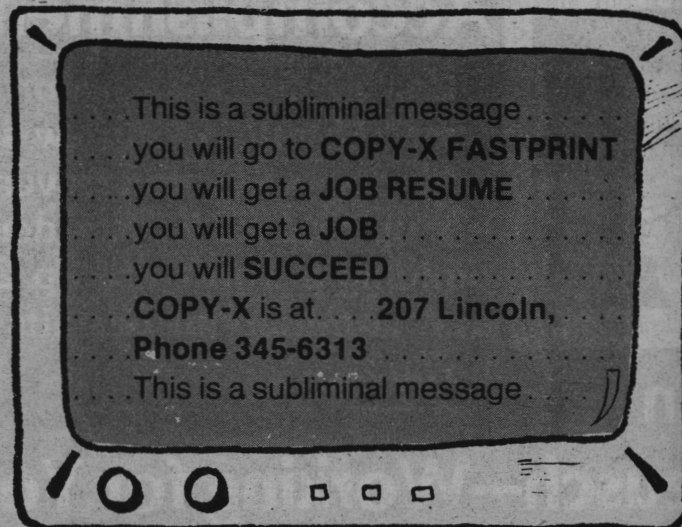 ....This is a subliminal message......
....you will go to COPY-X FASTPRINT
....you will get a JOB RESUME........
....you will get a JOB................
....you will SUCCEED...............
....COPY-X is at....207 Lincoln,....
....Phone 345-6313..............
....This is a subliminal message....